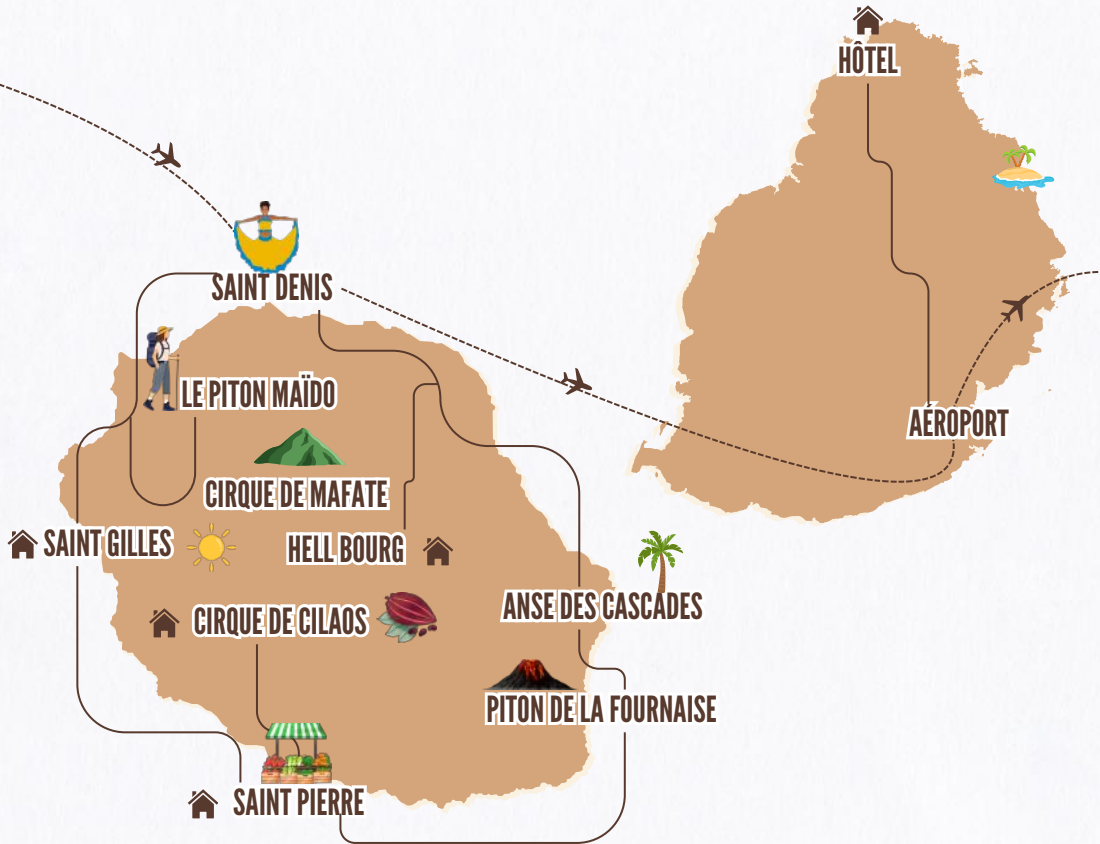 HÔTEL
SAINT DENIS
LE PITON MAÏDO
AÉROPORT
CIRQUE DE MAFATE
SAINT GILLES
HELL BOURG
ANSE DES CASCADES
CIRQUE DE CILAOS
PITON DE LA FOURNAISE
SAINT PIERRE